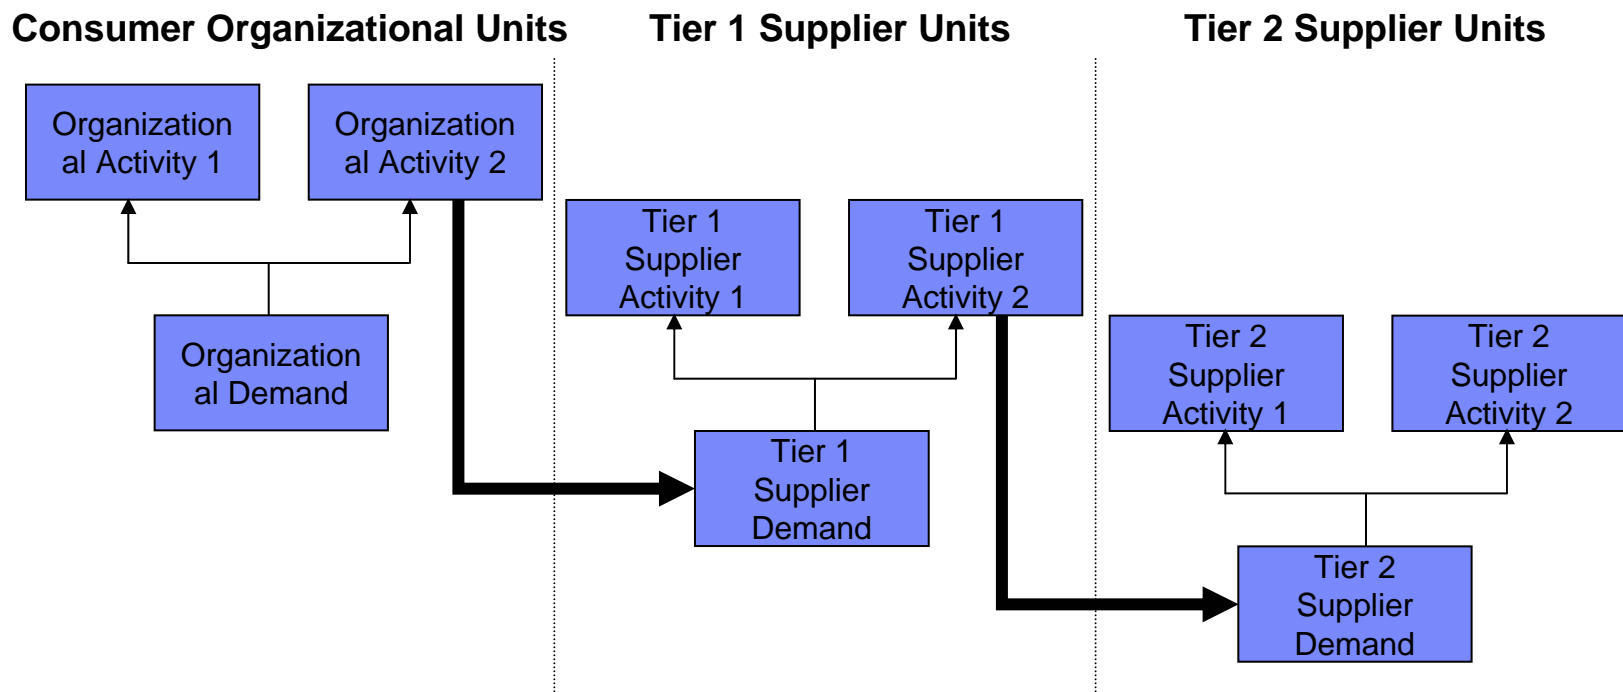 Consumer Organizational Units
Tier 1 Supplier Units
Tier 2 Supplier Units
Organization
al Activity 1
Organization
al Activity 2
Organization
al Demand
Tier 1
Supplier
Activity 1
Tier 1
Supplier
Activity 2
Tier 1
Supplier
Demand
Tier 2
Supplier
Activity 1
Tier 2
Supplier
Activity 2
Tier 2
Supplier
Demand